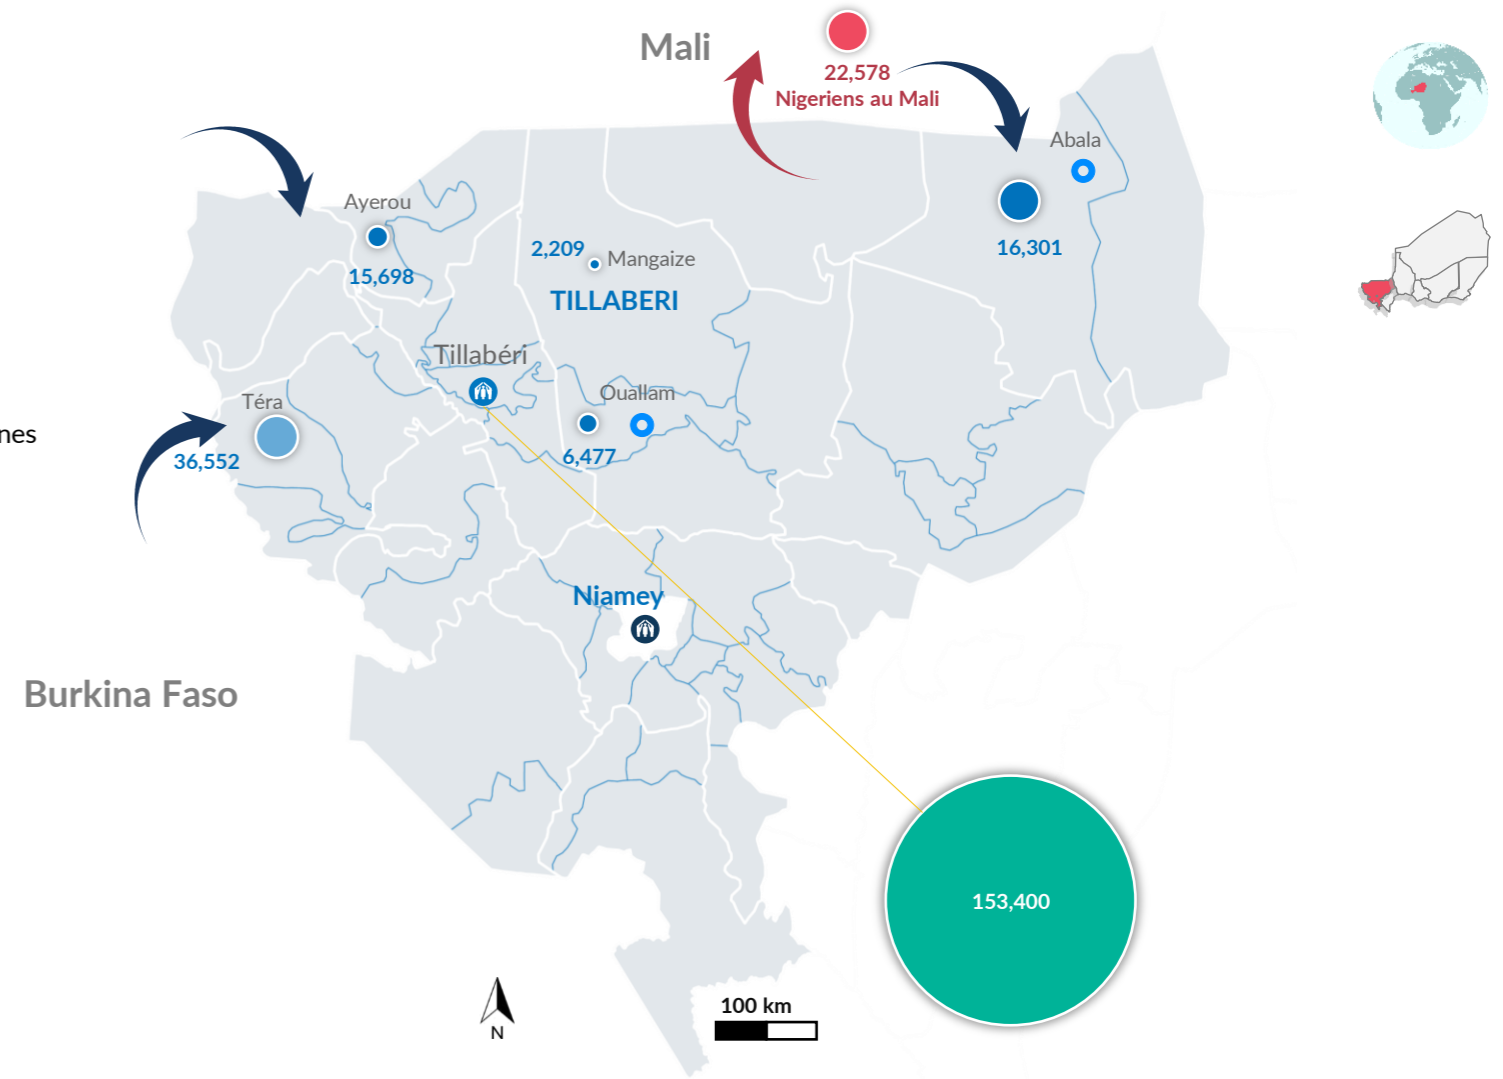 Mali
22,578
Nigeriens au Mali
Abala
Ayerou
15,698
2,209
Mangaize
TILLABERI
16,301
Tillabéri
Téra
36,552
Ouallam
6,477
nes
Niamey
Burkina Faso
153,400
100 km
N